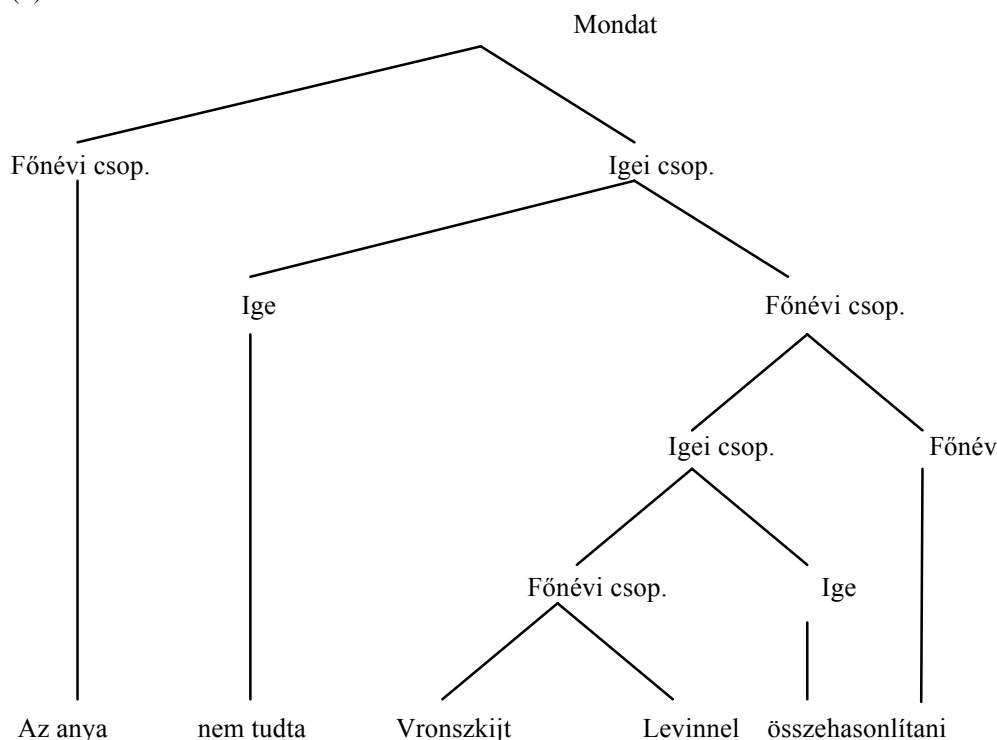 Mondat
Főnévi csop. Igei csop.
Ige Főnévi csop.
Igei csop. Főnév
Főnévi csop. Ige
Az anya nem tudta Vronszkijt Levinnel összehasonlítani